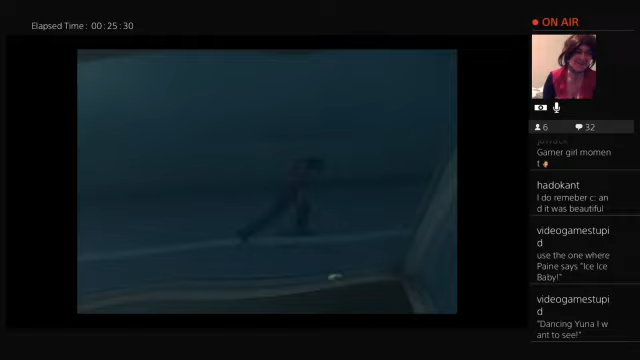 Elapsed Time : 00:25:30
ON AIR
6
32
Gamer girl momen
t
hadokant
I do remeber c: an
d it was beautiful
videogamestupi
d
use the one where
Paine says "Ice Ice
Baby!"
videogamestupi
d
"Dancing Yuna I w
ant to see!"